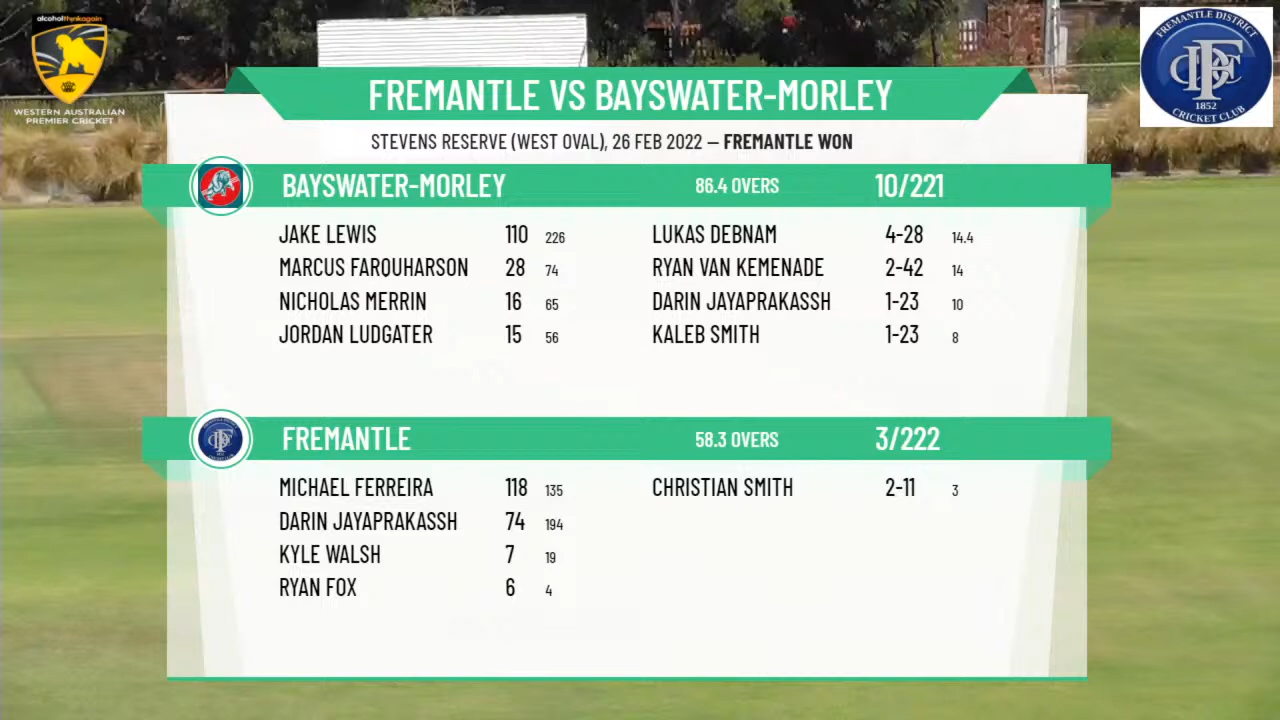 alcoholthinkagain
WESTERN AUSTRALIAN
PREMIER CRICKET
FREMANTLE DISTRICT
1852
CRICKET CLUB
FREMANTLE VS BAYSWATER-MORLEY
STEVENS RESERVE (WEST OVAL), 26 FEB 2022 – FREMANTLE WON
BAYSWATER-MORLEY 86.4 OVERS 10/221
JAKE LEWIS 110 226 LUKAS DEBNAM 4-28 14.4
MARCUS FARQUHARSON 28 74 RYAN VAN KEMENADE 2-42 14
NICHOLAS MERRIN 16 65 DARIN JAYAPRAKASSH 1-23 10
JORDAN LUDGATER 15 56 KALEB SMITH 1-23 8
FREMANTLE 58.3 OVERS 3/222
MICHAEL FERREIRA 118 135 CHRISTIAN SMITH 2-11 3
DARIN JAYAPRAKASSH 74 194
KYLE WALSH 7 19
RYAN FOX 6 4